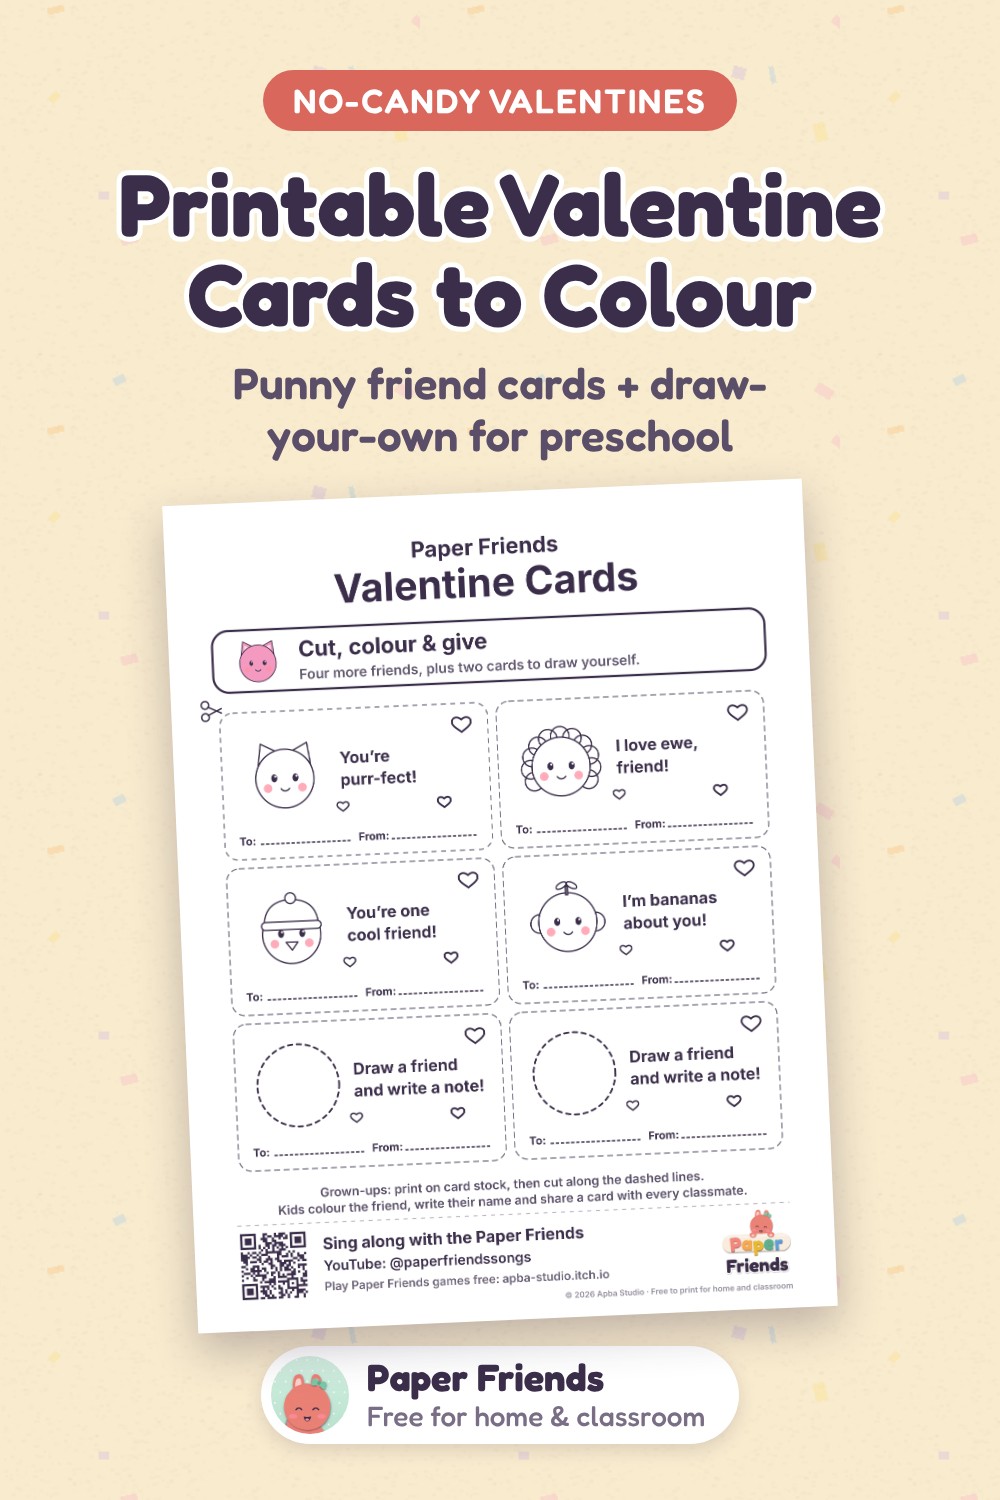 NO-CANDY VALENTINES
Printable Valentine
Cards to Colour
Punny friend cards + draw-
your-own for preschool
Paper Friends
Valentine Cards
Cut, colour & give
Four more friends, plus two cards to draw yourself.
You're
purr-fect!
To: From:
I love ewe,
friend!
To: From:
You're one
cool friend!
To: From:
I'm bananas
about you!
To: From:
Draw a friend
and write a note!
To: From:
Draw a friend
and write a note!
To: From:
Grown-ups: print on card stock, then cut along the dashed lines.
Kids colour the friend, write their name and share a card with every classmate.
Sing along with the Paper Friends
YouTube: @paperfriendssongs
Play Paper Friends games free: apba-studio.itch.io
Paper
Friends
© 2026 Apba Studio · Free to print for home and classroom
Paper Friends
Free for home & classroom